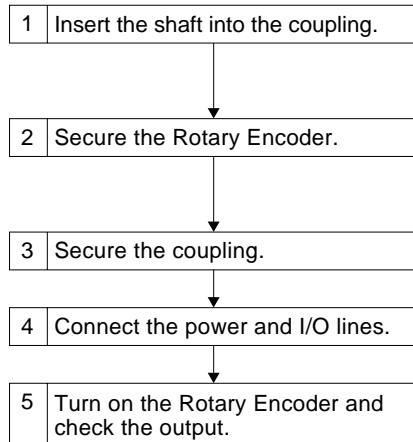 1 Insert the shaft into the coupling.
2 Secure the Rotary Encoder.
3 Secure the coupling.
4 Connect the power and I/O lines.
5 Turn on the Rotary Encoder and
check the output.